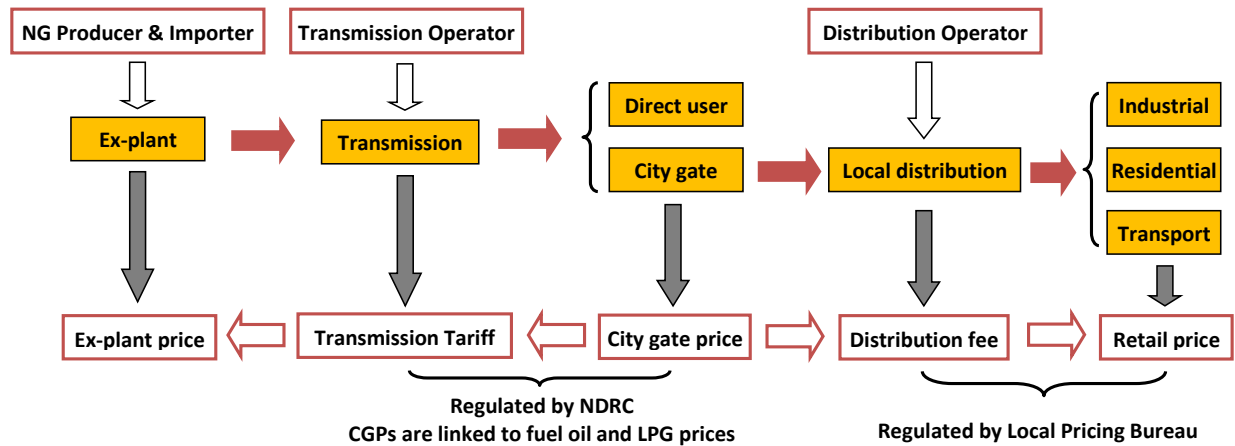 NG Producer & Importer
Transmission Operator
Distribution Operator
Direct user
Industrial
Ex-plant
Transmission
City gate
Local distribution
Residential
Transport
Ex-plant price
Transmission Tariff
City gate price
Distribution fee
Retail price
Regulated by NDRC
CGPs are linked to fuel oil and LPG prices
Regulated by Local Pricing Bureau